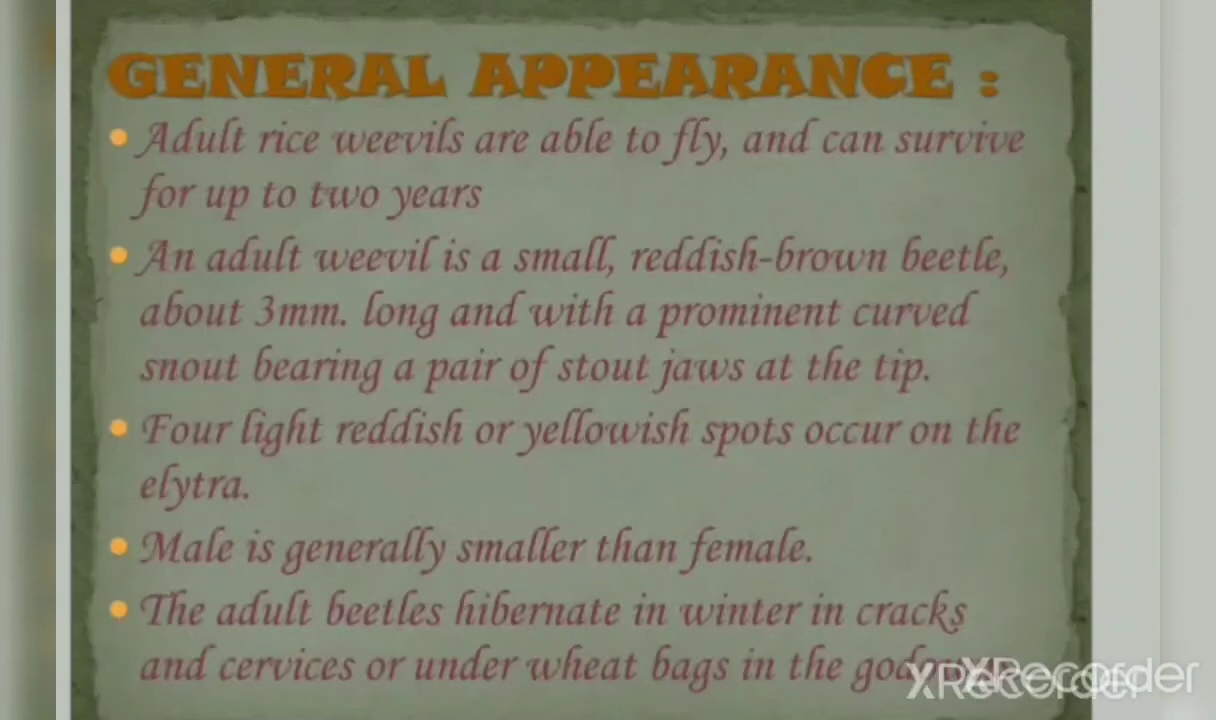 GENERAL APPEARANCE :
• Adult rice weevils are able to fly, and can survive
for up to two years
• An adult weevil is a small, reddish-brown beetle,
about 3mm. long and with a prominent curved
snout bearing a pair of stout jaws at the tip.
• Four light reddish or yellowish spots occur on the
elytra.
• Male is generally smaller than female.
• The adult beetles hibernate in winter in cracks
and cervices or under wheat bags in the
XRecorder
XRecorder